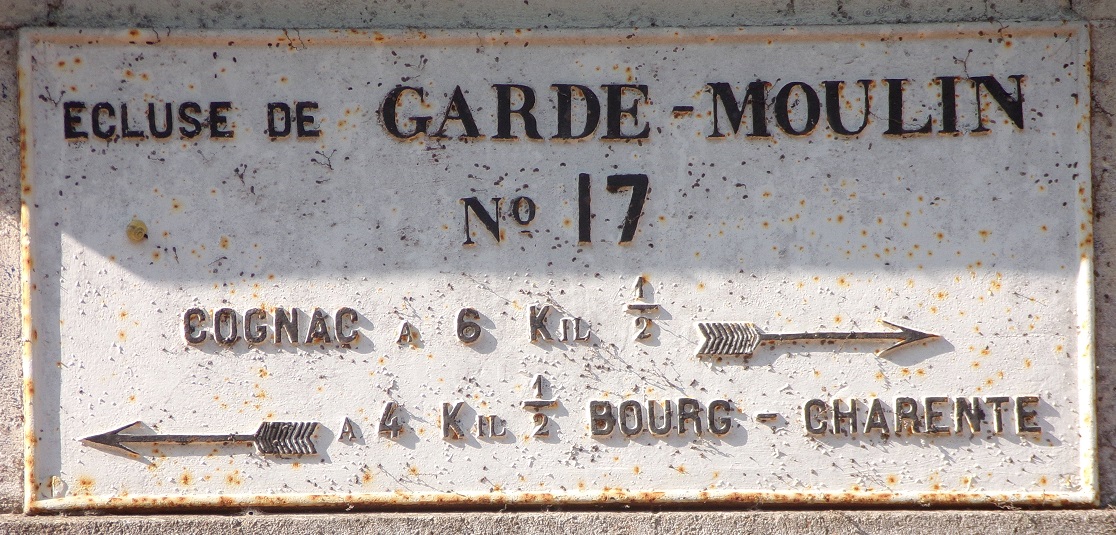 ECLUSE DE GARDE-MOULIN
Nº 17
COGNAC A 6 KIL 1/2
A 4 KIL 1/2 BOURG-CHARENTE